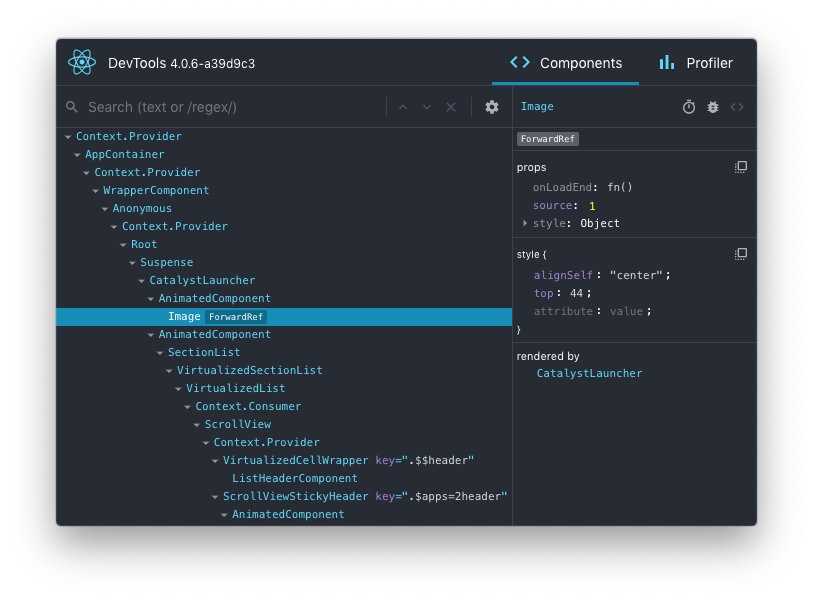 DevTools 4.0.6-a39d9c3
Components
Profiler
Search (text or /regex/)
Context.Provider
AppContainer
Context.Provider
WrapperComponent
Anonymous
Context.Provider
Root
Suspense
CatalystLauncher
AnimatedComponent
Image ForwardRef
AnimatedComponent
SectionList
VirtualizedSectionList
VirtualizedList
Context.Consumer
ScrollView
Context.Provider
VirtualizedCellWrapper key=".$$header"
ListHeaderComponent
ScrollViewStickyHeader key=".$apps=2header"
AnimatedComponent
Image
ForwardRef
props
onLoadEnd: fn()
source: 1
style: Object
style {
alignSelf: "center";
top: 44;
attribute: value;
}
rendered by
CatalystLauncher